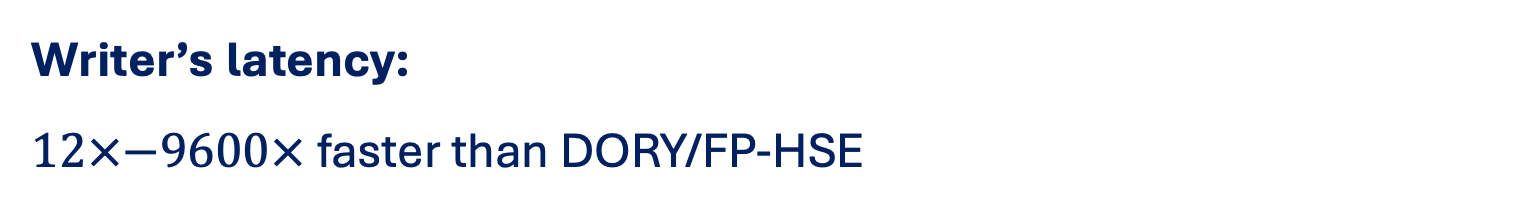 Writer’s latency:
12×−9600× faster than DORY/FP-HSE